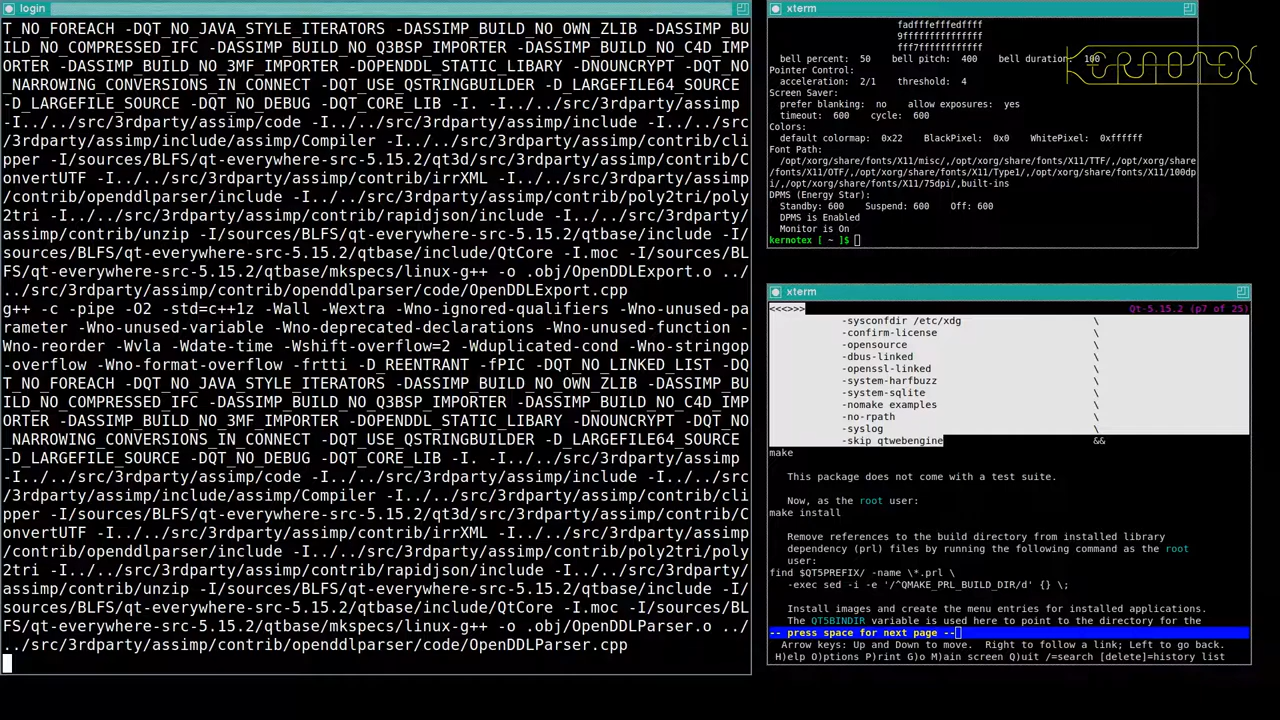 login
T_NO_FOREACH -DQT_NO_JAVA_STYLE_ITERATORS -DASSIMP_BUILD_NO_OWN_ZLIB -DASSIMP_BU
ILD_NO_COMPRESSED_IFC -DASSIMP_BUILD_NO_Q3BSP_IMPORTER -DASSIMP_BUILD_NO_C4D_IMP
ORTER -DASSIMP_BUILD_NO_3MF_IMPORTER -DOPENDDL_STATIC_LIBARY -DNOUNCRYPT -DQT_NO
_NARROWING_CONVERSIONS_IN_CONNECT -DQT_USE_QSTRINGBUILDER -D_LARGEFILE64_SOURCE
-D_LARGEFILE_SOURCE -DQT_NO_DEBUG -DQT_CORE_LIB -I. -I../../src/3rdparty/assimp
-I../../src/3rdparty/assimp/code -I../../src/3rdparty/assimp/include -I../../src
/3rdparty/assimp/include/assimp/Compiler -I../../src/3rdparty/assimp/contrib/cli
pper -I/sources/BLFS/qt-everywhere-src-5.15.2/qt3d/src/3rdparty/assimp/contrib/C
onvertUTF -I../../src/3rdparty/assimp/contrib/irrXML -I../../src/3rdparty/assimp
/contrib/openddlparser/include -I../../src/3rdparty/assimp/contrib/poly2tri/poly
2tri -I../../src/3rdparty/assimp/contrib/rapidjson/include -I../../src/3rdparty/
assimp/contrib/unzip -I/sources/BLFS/qt-everywhere-src-5.15.2/qtbase/include -I/
sources/BLFS/qt-everywhere-src-5.15.2/qtbase/include/QtCore -I.moc -I/sources/BL
FS/qt-everywhere-src-5.15.2/qtbase/mkspecs/linux-g++ -o .obj/OpenDDLExport.o ../
../src/3rdparty/assimp/contrib/openddlparser/code/OpenDDLExport.cpp
g++ -c -pipe -O2 -std=c++1z -Wall -Wextra -Wno-ignored-qualifiers -Wno-unused-pa
rameter -Wno-unused-variable -Wno-deprecated-declarations -Wno-unused-function -
Wno-reorder -Wvla -Wdate-time -Wshift-overflow=2 -Wduplicated-cond -Wno-stringop
-overflow -Wno-format-overflow -frtti -D_REENTRANT -fPIC -DQT_NO_LINKED_LIST -DQ
T_NO_FOREACH -DQT_NO_JAVA_STYLE_ITERATORS -DASSIMP_BUILD_NO_OWN_ZLIB -DASSIMP_BU
ILD_NO_COMPRESSED_IFC -DASSIMP_BUILD_NO_Q3BSP_IMPORTER -DASSIMP_BUILD_NO_C4D_IMP
ORTER -DASSIMP_BUILD_NO_3MF_IMPORTER -DOPENDDL_STATIC_LIBARY -DNOUNCRYPT -DQT_NO
_NARROWING_CONVERSIONS_IN_CONNECT -DQT_USE_QSTRINGBUILDER -D_LARGEFILE64_SOURCE
-D_LARGEFILE_SOURCE -DQT_NO_DEBUG -DQT_CORE_LIB -I. -I../../src/3rdparty/assimp
-I../../src/3rdparty/assimp/code -I../../src/3rdparty/assimp/include -I../../src
/3rdparty/assimp/include/assimp/Compiler -I../../src/3rdparty/assimp/contrib/cli
pper -I/sources/BLFS/qt-everywhere-src-5.15.2/qt3d/src/3rdparty/assimp/contrib/C
onvertUTF -I../../src/3rdparty/assimp/contrib/irrXML -I../../src/3rdparty/assimp
/contrib/openddlparser/include -I../../src/3rdparty/assimp/contrib/poly2tri/poly
2tri -I../../src/3rdparty/assimp/contrib/rapidjson/include -I../../src/3rdparty/
assimp/contrib/unzip -I/sources/BLFS/qt-everywhere-src-5.15.2/qtbase/include -I/
sources/BLFS/qt-everywhere-src-5.15.2/qtbase/include/QtCore -I.moc -I/sources/BL
FS/qt-everywhere-src-5.15.2/qtbase/mkspecs/linux-g++ -o .obj/OpenDDLParser.o ../
../src/3rdparty/assimp/contrib/openddlparser/code/OpenDDLParser.cpp
xterm
fadfffefffedffff
9fffffffffffffff
fff7ffffffffffff
bell percent:  50    bell pitch:  400    bell duration:  100
Pointer Control:
acceleration:  2/1    threshold:  4
Screen Saver:
prefer blanking:  no    allow exposures:  yes
timeout:  600    cycle:  600
Colors:
default colormap:  0x22    BlackPixel:  0x0    WhitePixel:  0xffffff
Font Path:
/opt/xorg/share/fonts/X11/misc/,/opt/xorg/share/fonts/X11/TTF/,/opt/xorg/share
/fonts/X11/OTF/,/opt/xorg/share/fonts/X11/Type1/,/opt/xorg/share/fonts/X11/100dp
i/,/opt/xorg/share/fonts/X11/75dpi/,built-ins
DPMS (Energy Star):
Standby: 600    Suspend: 600    Off: 600
DPMS is Enabled
Monitor is On
kernotex [ ~ ]$
KERNOTEX
xterm
<<<>>> Qt-5.15.2 (p7 of 25)
-sysconfdir /etc/xdg \
-confirm-license \
-opensource \
-dbus-linked \
-openssl-linked \
-system-harfbuzz \
-system-sqlite \
-nomake examples \
-no-rpath \
-syslog \
-skip qtwebengine &&
make
This package does not come with a test suite.
Now, as the root user:
make install
Remove references to the build directory from installed library
dependency (prl) files by running the following command as the root
user:
find $QT5PREFIX/ -name \*.prl \
-exec sed -i -e '/^QMAKE_PRL_BUILD_DIR/d' {} \;
Install images and create the menu entries for installed applications.
The QT5BINDIR variable is used here to point to the directory for the
-- press space for next page --
Arrow keys: Up and Down to move.  Right to follow a link; Left to go back.
H)elp O)ptions P)rint G)o M)ain screen Q)uit /=search [delete]=history list